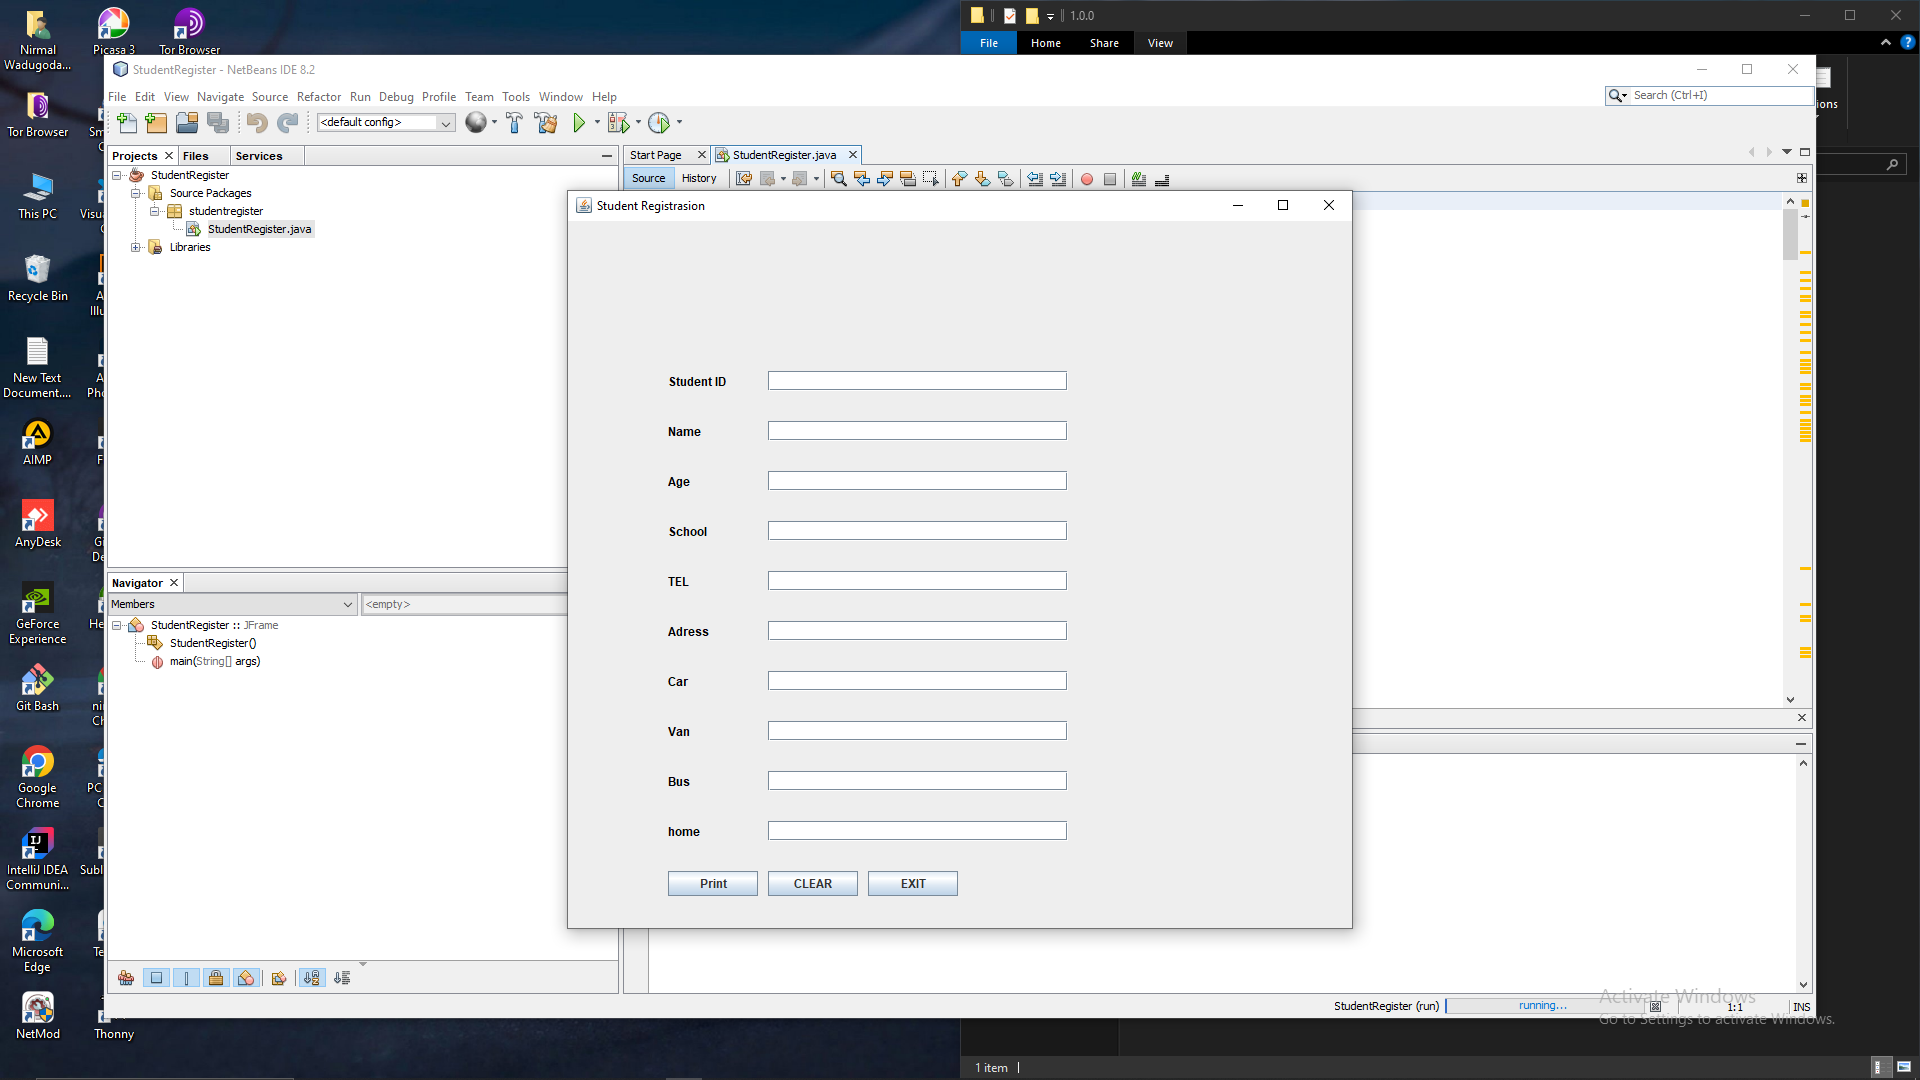 Nirmal
Wadugoda...
Picasa 3
Tor Browser
Tor Browser
This PC
Recycle Bin
New Text
Document....
AIMP
AnyDesk
GeForce
Experience
Git Bash
Google
Chrome
IntelliJ IDEA
Communi...
Microsoft
Edge
NetMod
Thonny
1.0.0
File
Home
Share
View
StudentRegister - NetBeans IDE 8.2
File Edit View Navigate Source Refactor Run Debug Profile Team Tools Window Help
Search (Ctrl+I)
<default config>
Projects
Files
Services
StudentRegister
Source Packages
studentregister
StudentRegister.java
Libraries
Start Page
StudentRegister.java
Source
History
Navigator
Members
<empty>
StudentRegister :: JFrame
StudentRegister()
main(String[] args)
Student Registrasion
Student ID
Name
Age
School
TEL
Adress
Car
Van
Bus
home
Print
CLEAR
EXIT
StudentRegister (run)
running...
1:1
INS
Activate Windows
Go to Settings to activate Windows.
1 item